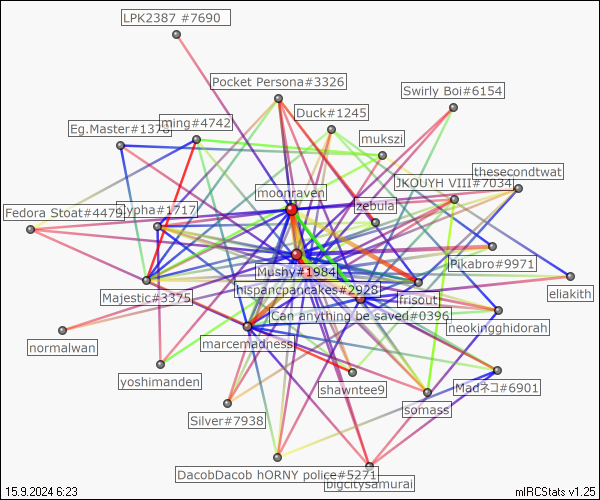 LPK2387 #7690
Pocket Persona#3326
Swirly Boi#6154
Duck#1245
ming#4742
Eg.Master#1378
mukszi
thesecondtwat
JKOUYH VIII#7034
moonraven
Fedora Stoat#4479
lypha#1717
zebula
Pikabro#9971
Mushy#1984
hispancpancakes#2928
eliakith
Majestic#3375
frisout
Can anything be saved#0396
neokingghidorah
marcemadness
normalwan
yoshimanden
shawntee9
Madネコ#6901
somass
Silver#7938
DacobDacob hORNY police#5271
bigcitysamurai
15.9.2024 6:23
mIRCStats v1.25